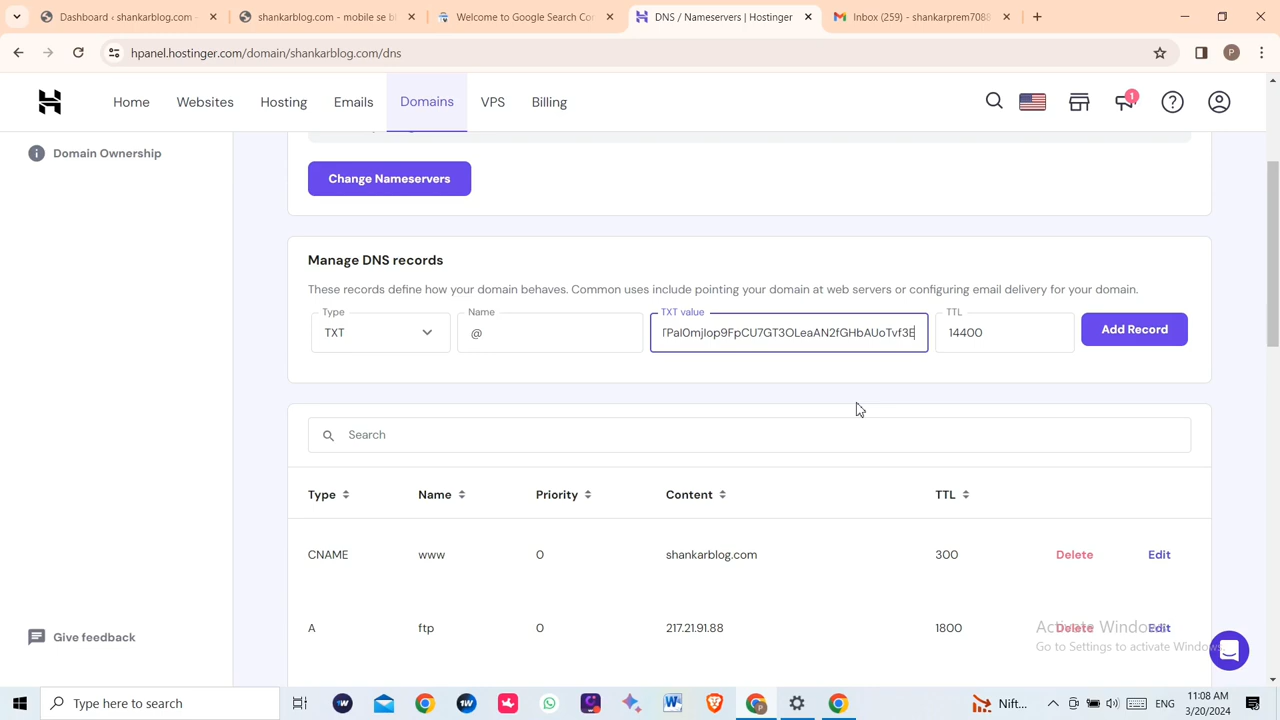 Dashboard ‹ shankarblog.com -
shankarblog.com - mobile se bl
Welcome to Google Search Con
DNS / Nameservers | Hostinger
Inbox (259) - shankarprem7088
hpanel.hostinger.com/domain/shankarblog.com/dns
P
Home
Websites
Hosting
Emails
Domains
VPS
Billing
1
Domain Ownership
Change Nameservers
Manage DNS records
These records define how your domain behaves. Common uses include pointing your domain at web servers or configuring email delivery for your domain.
Type
Name
TXT value
TTL
TXT
@
14400
Add Record
Search
Type
Name
Priority
Content
TTL
CNAME
www
0
shankarblog.com
300
Delete
Edit
A
ftp
0
217.21.91.88
1800
Delete
Edit
Activate Windows
Go to Settings to activate Windows.
Give feedback
Type here to search
Nift...
ENG
11:08 AM
3/20/2024